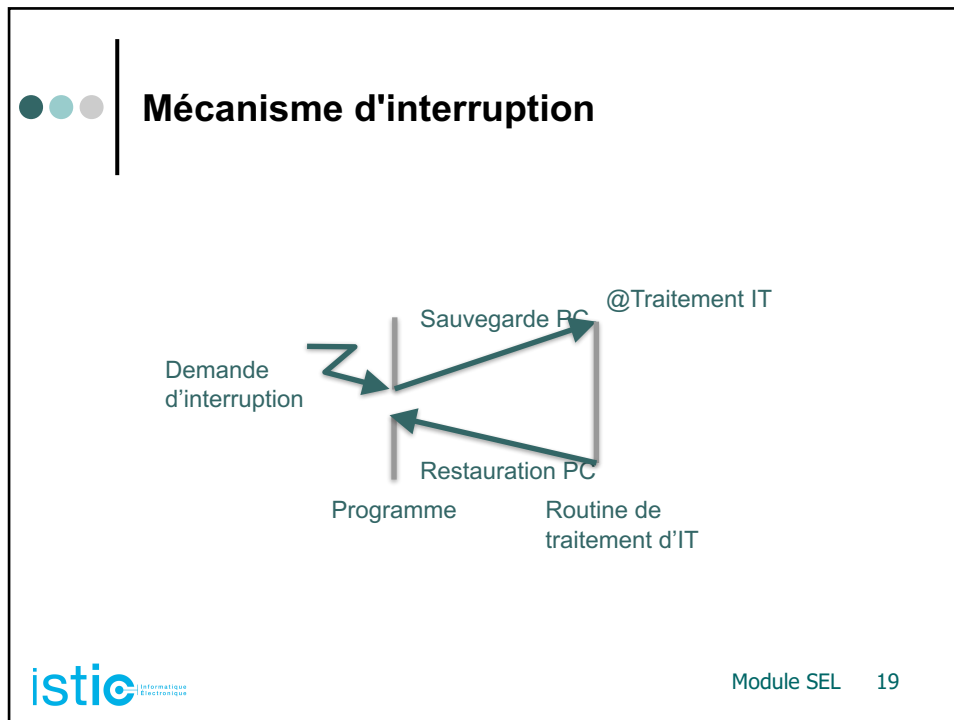 Mécanisme d'interruption
@Traitement IT
Sauvegarde PC
Demande
d'interruption
Restauration PC
Programme
Routine de
traitement d'IT
istic Informatique
Électronique
Module SEL 19